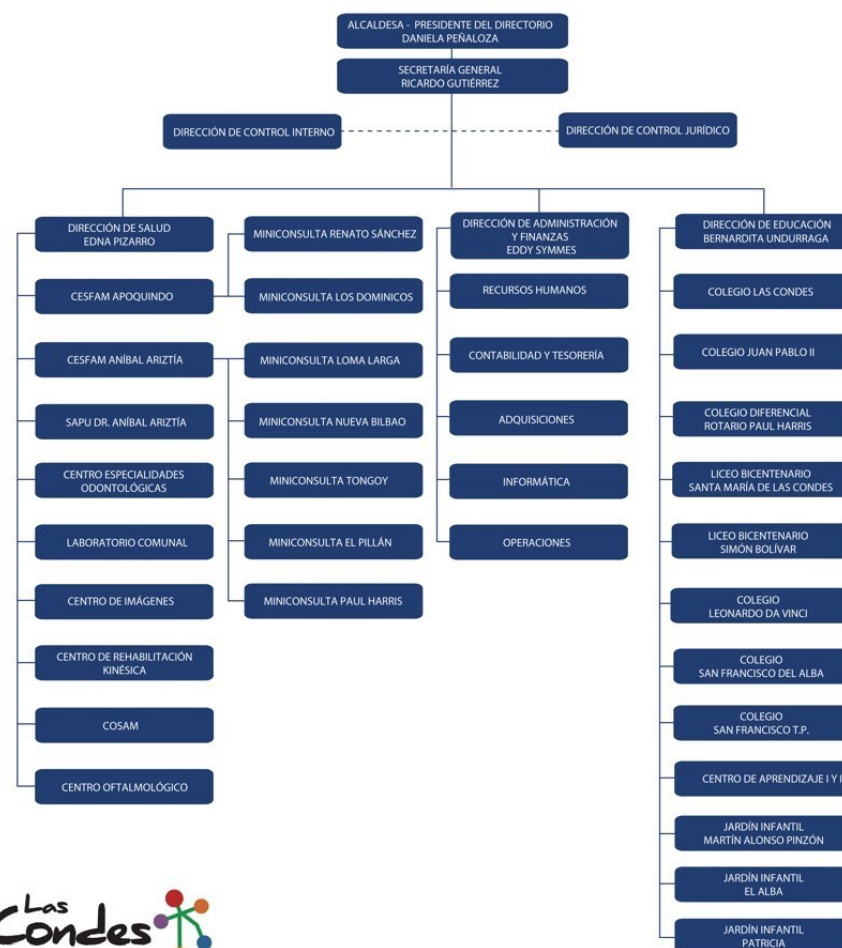 ALCALDESA - PRESIDENTE DEL DIRECTORIO
DANIELA PEÑALOZA
SECRETARÍA GENERAL
RICARDO GUTIÉRREZ
DIRECCIÓN DE CONTROL INTERNO
DIRECCIÓN DE CONTROL JURÍDICO
DIRECCIÓN DE SALUD
EDNA PIZARRO
CESFAM APOQUINDO
CESFAM ANÍBAL ARIZTÍA
SAPU DR. ANÍBAL ARIZTÍA
CENTRO ESPECIALIDADES
ODONTOLÓGICAS
LABORATORIO COMUNAL
CENTRO DE IMÁGENES
CENTRO DE REHABILITACIÓN
KINÉSICA
COSAM
CENTRO OFTALMOLÓGICO
MINICONSULTA RENATO SÁNCHEZ
MINICONSULTA LOS DOMINICOS
MINICONSULTA LOMA LARGA
MINICONSULTA NUEVA BILBAO
MINICONSULTA TONGOY
MINICONSULTA EL PILLÁN
MINICONSULTA PAUL HARRIS
DIRECCIÓN DE ADMINISTRACIÓN
Y FINANZAS
EDDY SYMMES
RECURSOS HUMANOS
CONTABILIDAD Y TESORERÍA
ADQUISICIONES
INFORMÁTICA
OPERACIONES
DIRECCIÓN DE EDUCACIÓN
BERNARDITA UNDURRAGA
COLEGIO LAS CONDES
COLEGIO JUAN PABLO II
COLEGIO DIFERENCIAL
ROTARIO PAUL HARRIS
LICEO BICENTENARIO
SANTA MARÍA DE LAS CONDES
LICEO BICENTENARIO
SIMÓN BOLÍVAR
COLEGIO
LEONARDO DA VINCI
COLEGIO
SAN FRANCISCO DEL ALBA
COLEGIO
SAN FRANCISCO T.P.
CENTRO DE APRENDIZAJE I Y
JARDÍN INFANTIL
MARTÍN ALONSO PINZÓN
JARDÍN INFANTIL
EL ALBA
JARDÍN INFANTIL
PATRICIA
Las
Condes